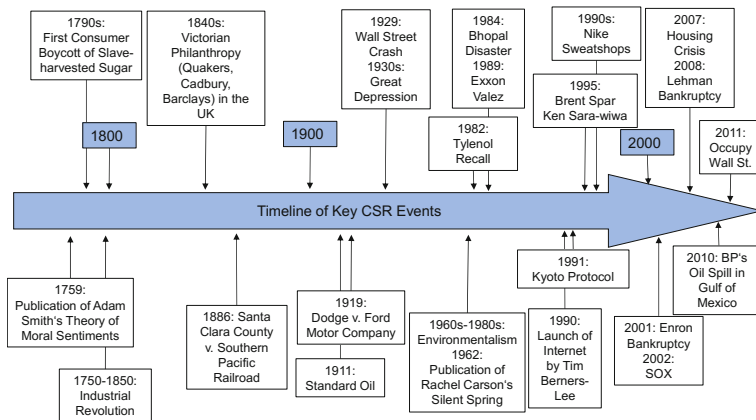 1790s:
First Consumer
Boycott of Slave-
harvested Sugar
1840s:
Victorian
Philanthropy
(Quakers,
Cadbury,
Barclays) in the
UK
1929:
Wall Street
Crash
1930s:
Great
Depression
1984:
Bhopal
Disaster
1989:
Exxon
Valez
1982:
Tylenol
Recall
1990s:
Nike
Sweatshops
1995:
Brent Spar
Ken Sara-wiwa
2007:
Housing
Crisis
2008:
Lehman
Bankruptcy
2011:
Occupy
Wall St.
1800
1900
2000
Timeline of Key CSR Events
1759:
Publication of Adam
Smith's Theory of
Moral Sentiments
1750-1850:
Industrial
Revolution
1886: Santa
Clara County
v. Southern
Pacific
Railroad
1919:
Dodge v. Ford
Motor Company
1911:
Standard Oil
1960s-1980s:
Environmentalism
1962:
Publication of
Rachel Carson's
Silent Spring
1991:
Kyoto Protocol
1990:
Launch of
Internet
by Tim
Berners-
Lee
2001: Enron
Bankruptcy
2002:
SOX
2010: BP's
Oil Spill in
Gulf of
Mexico